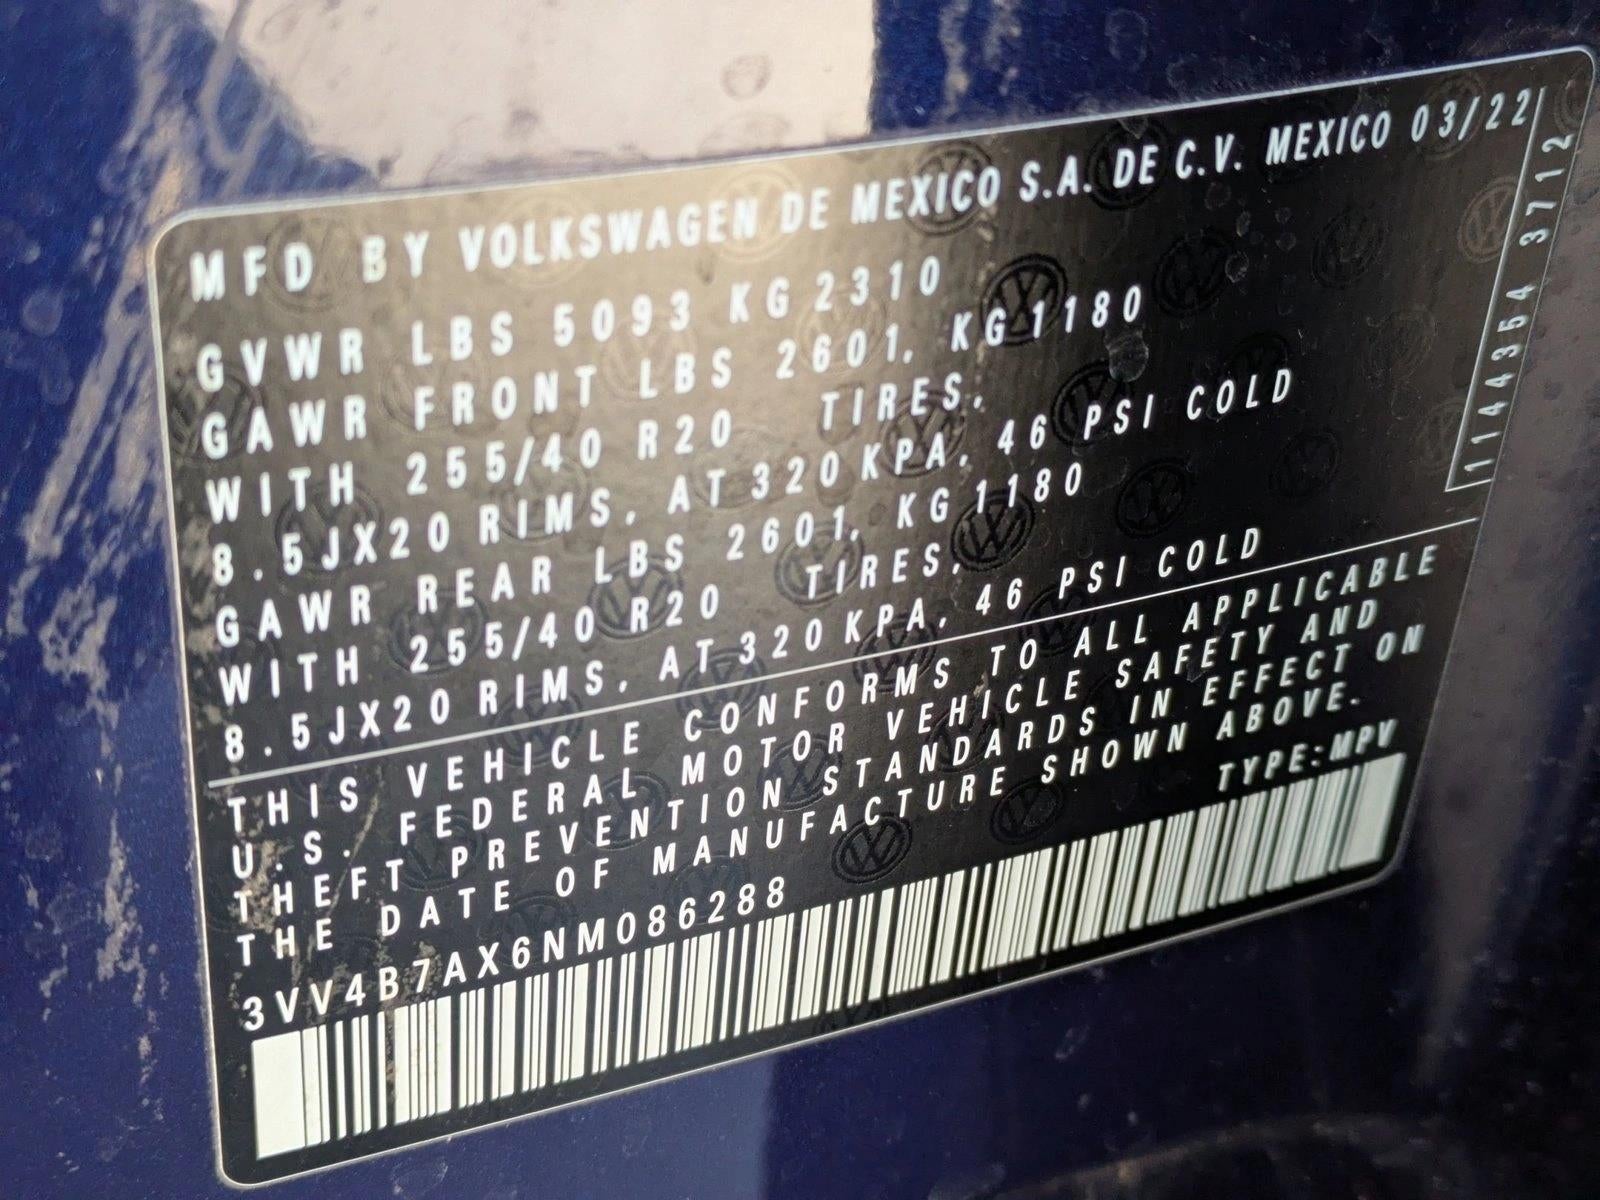 MFD BY VOLKSWAGEN DE MEXICO S.A. DE C.V. MEXICO 03/22
GVWR LBS 5093 KG 2310
GAWR FRONT LBS 2601, KG 1180
WITH 255/40 R20 TIRES,
8.5JX20 RIMS, AT 320 KPA, 46 PSI COLD
GAWR REAR LBS 2601, KG 1180
WITH 255/40 R20 TIRES,
8.5JX20 RIMS, AT 320 KPA, 46 PSI COLD
1144354 3712
THIS VEHICLE CONFORMS TO ALL APPLICABLE
U.S. FEDERAL MOTOR VEHICLE SAFETY AND
THEFT PREVENTION STANDARDS IN EFFECT ON
THE DATE OF MANUFACTURE SHOWN ABOVE.
3VV4B7AX6NM086288 TYPE:MPV